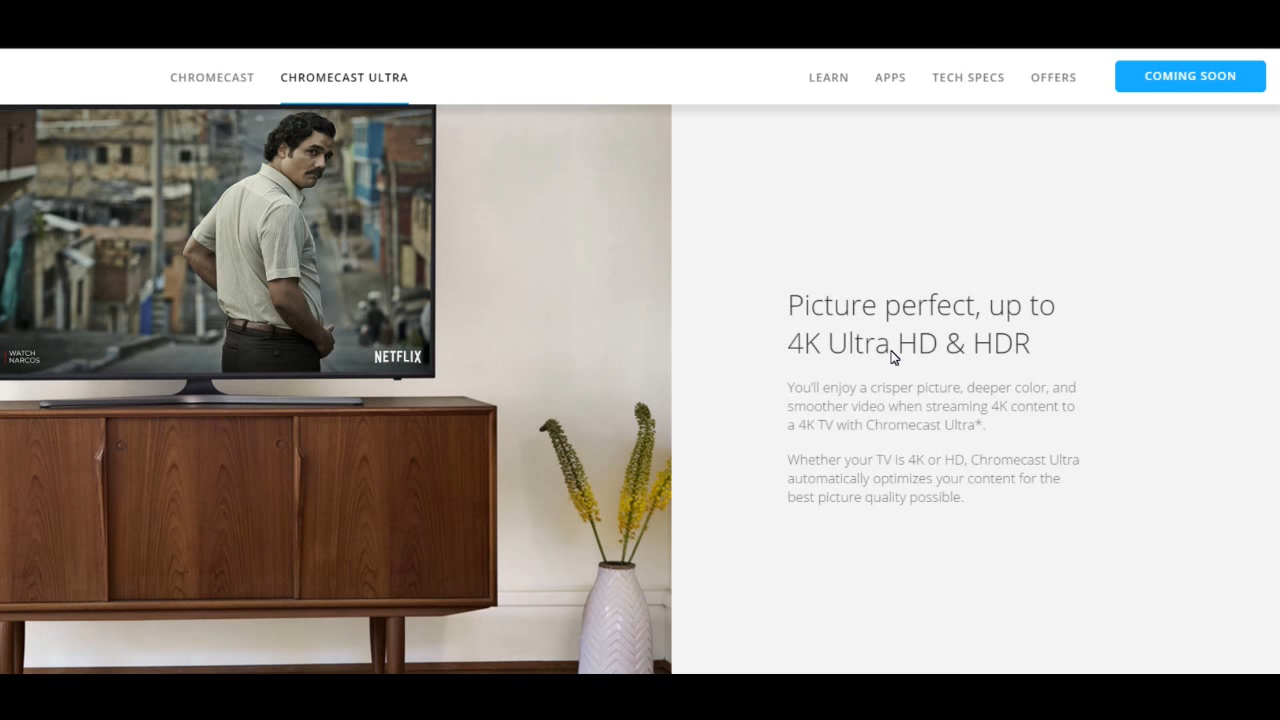 CHROMECAST
CHROMECAST ULTRA
LEARN
APPS
TECH SPECS
OFFERS
COMING SOON
WATCH
NARCOS
NETFLIX
Picture perfect, up to
4K Ultra HD & HDR
You'll enjoy a crisper picture, deeper color, and
smoother video when streaming 4K content to
a 4K TV with Chromecast Ultra*.
Whether your TV is 4K or HD, Chromecast Ultra
automatically optimizes your content for the
best picture quality possible.